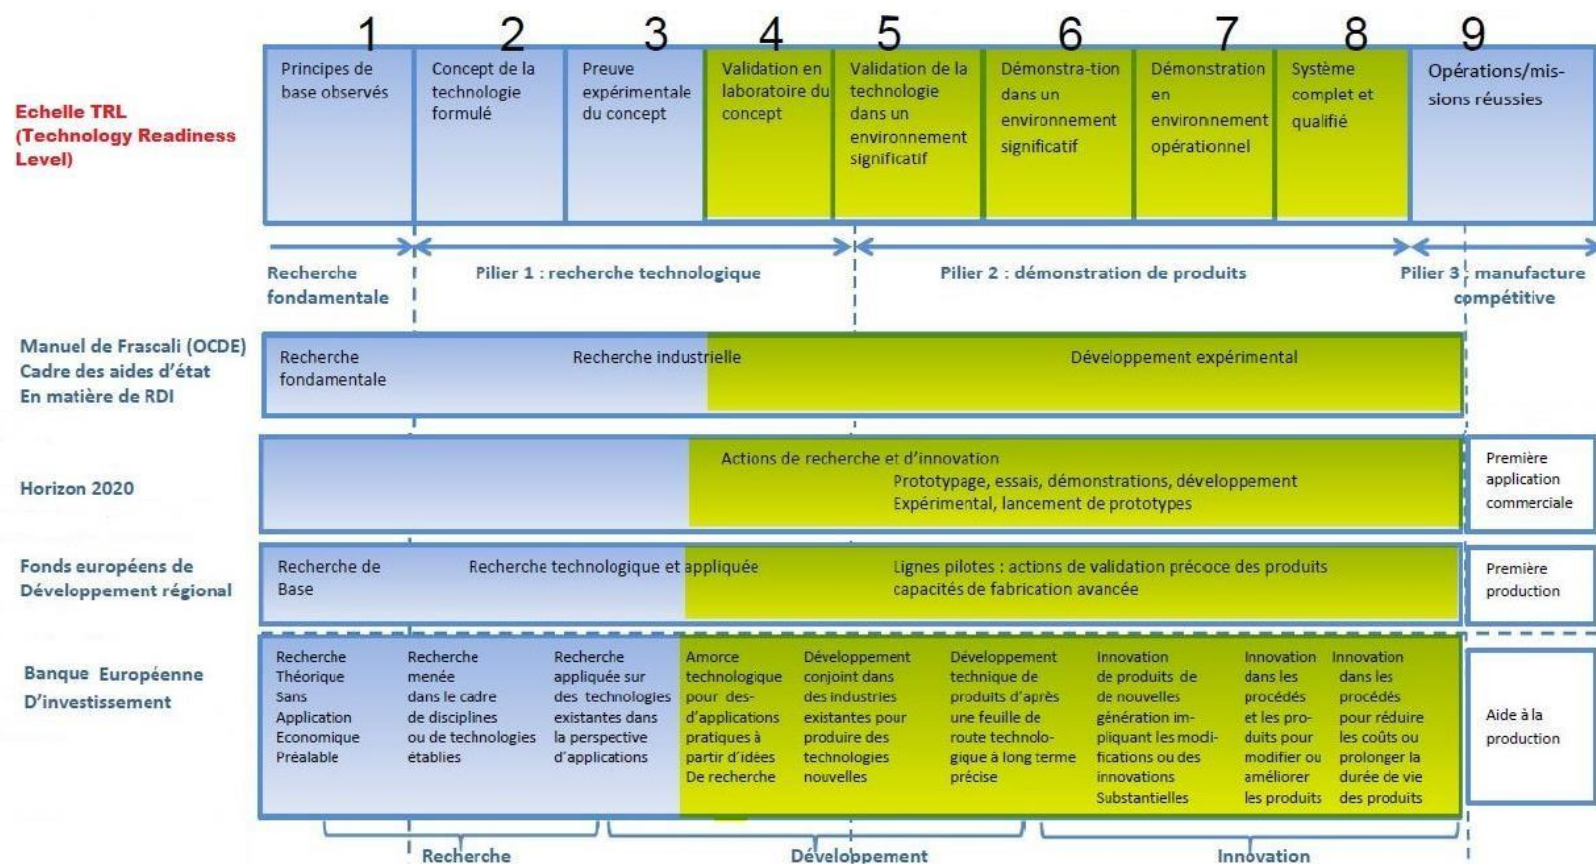 1 2 3 4 5 6 7 8 9
Echelle TRL
(Technology Readiness
Level)
Principes de
base observés
Concept de la
technologie
formulé
Preuve
expérimentale
du concept
Validation en
laboratoire du
concept
Validation de la
technologie
dans un
environnement
significatif
Démonstra-tion
dans un
environnement
significatif
Démonstration
en
environnement
opérationnel
Système
complet et
qualifié
Opérations/mis-
sions réussies
Recherche
fondamentale
Pilier 1 : recherche technologique
Pilier 2 : démonstration de produits
Pilier 3 : manufacture
compétitive
Manuel de Frascali (OCDE)
Cadre des aides d'état
En matière de RDI
Recherche
fondamentale
Recherche industrielle
Développement expérimental
Horizon 2020
Actions de recherche et d'innovation
Prototypage, essais, démonstrations, développement
Expérimental, lancement de prototypes
Première
application
commerciale
Fonds européens de
Développement régional
Recherche de
Base
Recherche technologique et appliquée
Lignes pilotes : actions de validation précoce des produits
capacités de fabrication avancée
Première
production
Banque Européenne
D'investissement
Recherche
Théorique
Sans
Application
Economique
Préalable
Recherche
menée
dans le cadre
de disciplines
ou de technologies
établies
Recherche
appliquée sur
des technologies
existantes dans
la perspective
d'applications
Amorce
technologique
pour des-
d'applications
pratiques à
partir d'idées
De recherche
Développement
conjoint dans
des industries
existantes pour
produire des
technologies
nouvelles
Développement
technique de
produits d'après
une feuille de
route technolo-
gique à long terme
précise
Innovation
de produits de
de nouvelles
génération im-
pliquant les modi-
fications ou des
innovations
Substantielles
Innovation
dans les
procédés
et les pro-
duits pour
modifier ou
améliorer
les produits
Innovation
dans les
procédés
pour réduire
les coûts ou
prolonger la
durée de vie
des produits
Aide à la
production
Recherche
Développement
Innovation